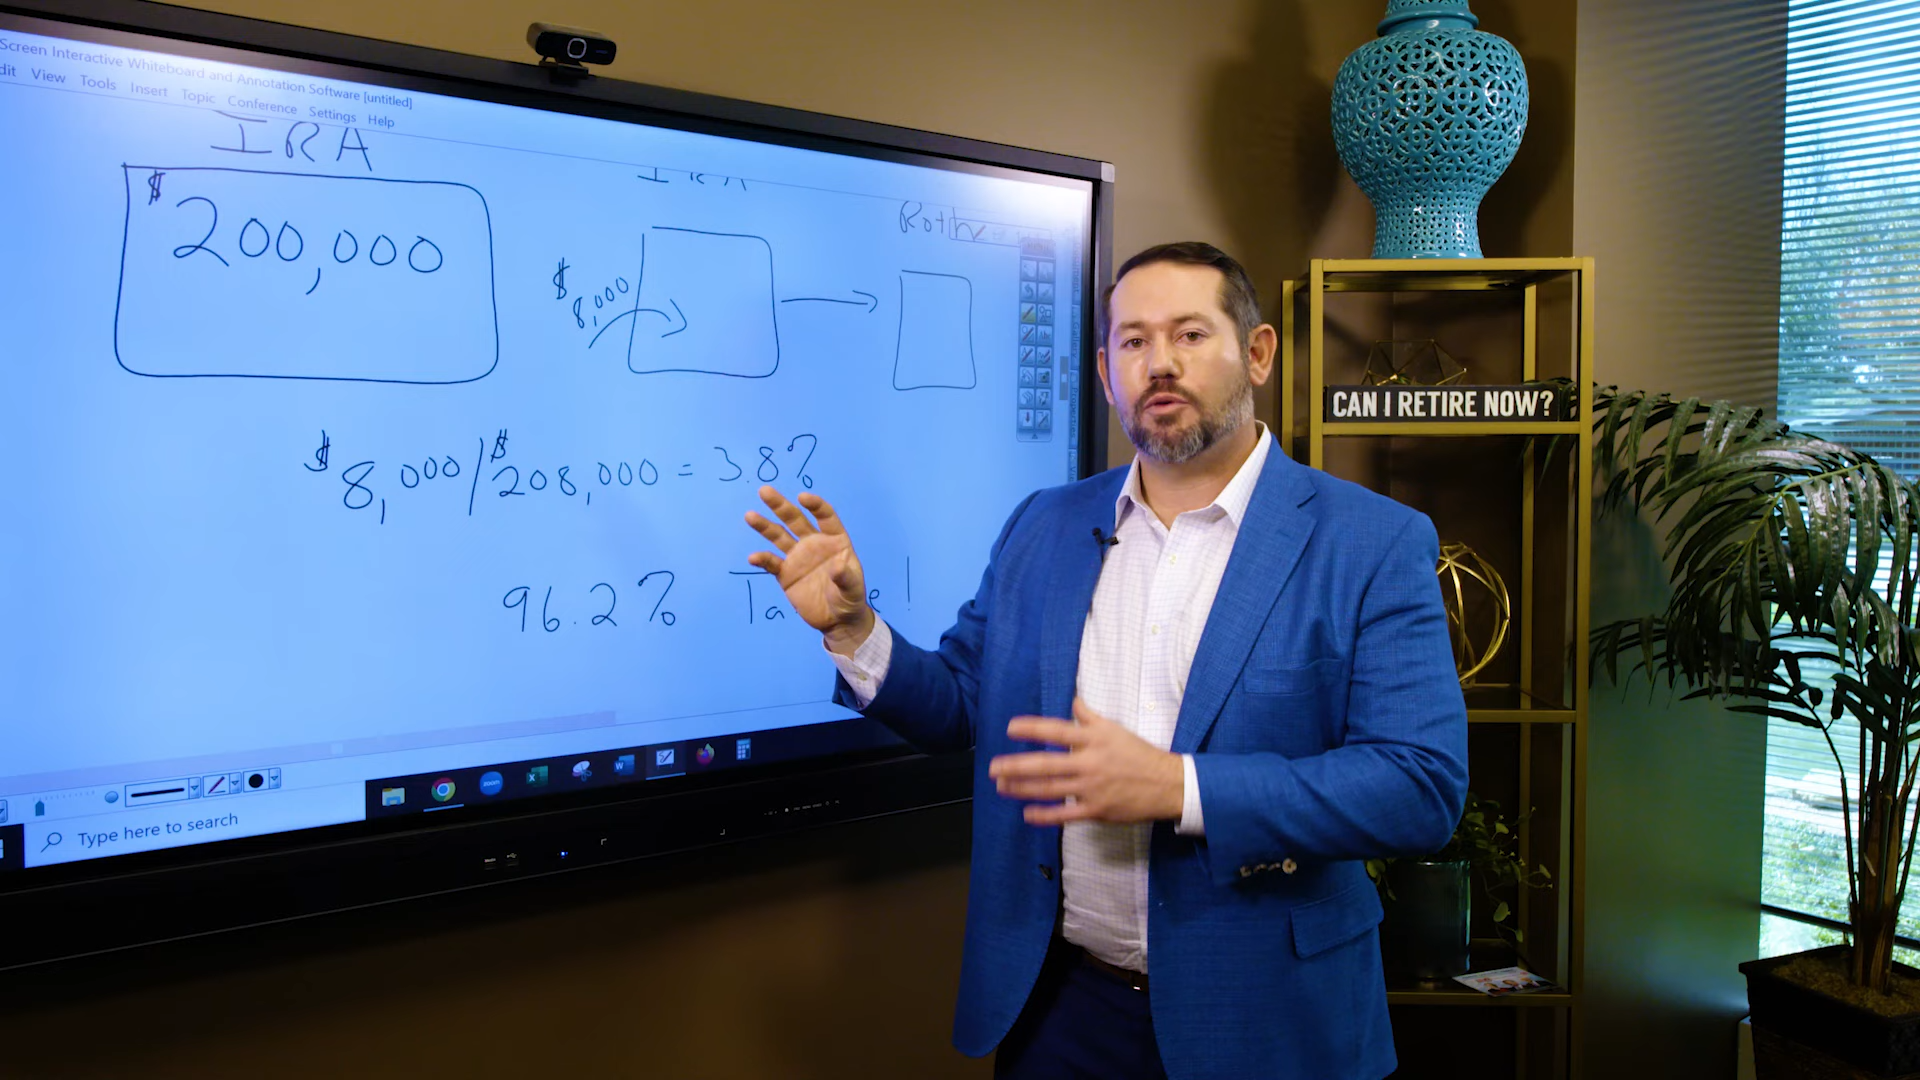 Screen Interactive Whiteboard and Annotation Software [untitled]
dit View Tools Insert Topic Conference Settings Help
IRA
$200,000
IRA
$8,000
Roth
$8,000/$208,000 = 3.8%
96.2%
!
Type here to search
CAN I RETIRE NOW?